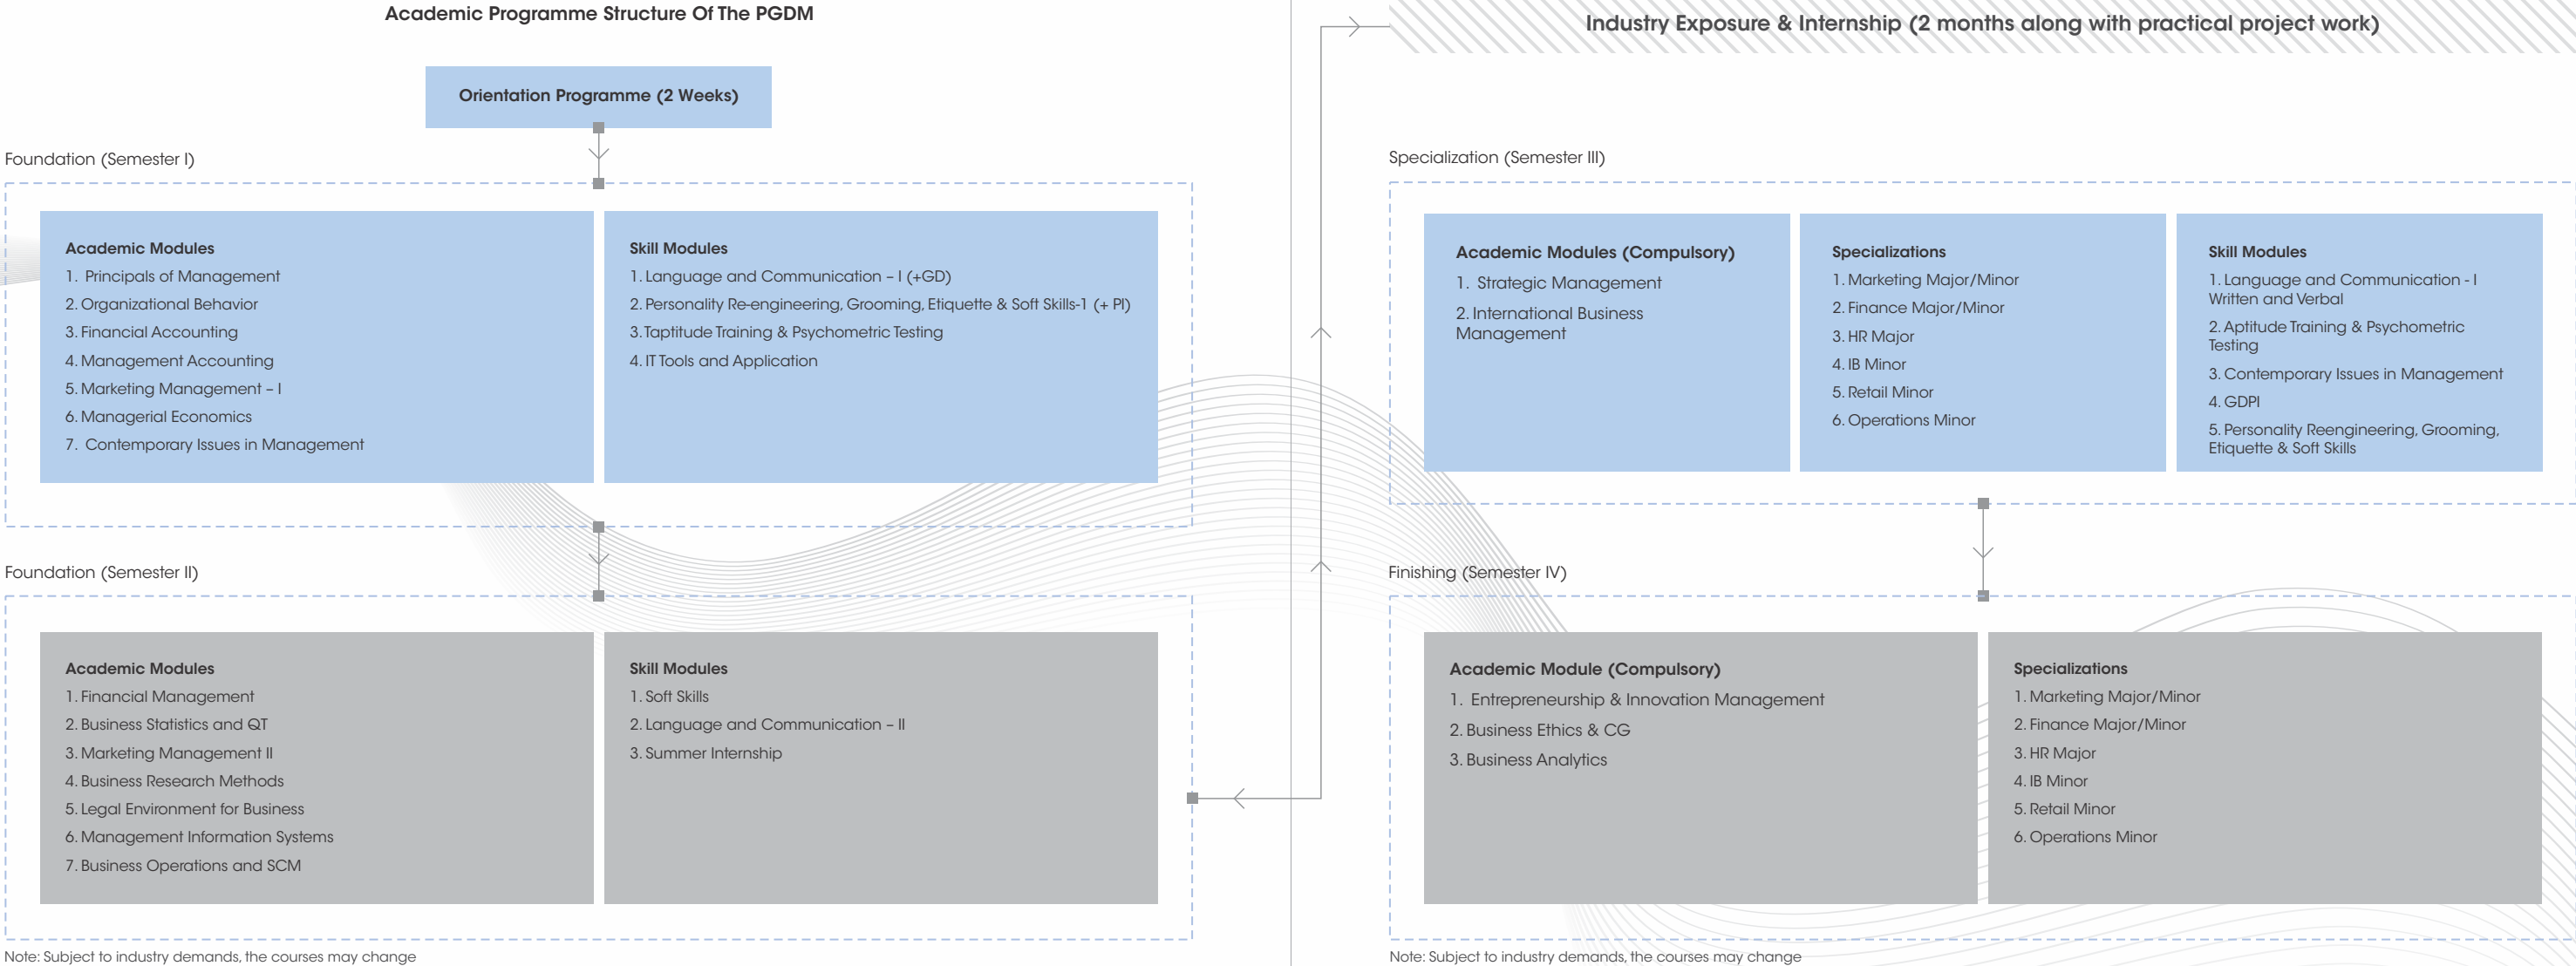 Academic Programme Structure Of The PGDM
Orientation Programme (2 Weeks)
Foundation (Semester I)
Academic Modules
1. Principals of Management
2. Organizational Behavior
3. Financial Accounting
4. Management Accounting
5. Marketing Management – I
6. Managerial Economics
7. Contemporary Issues in Management
Skill Modules
1. Language and Communication – I (+GD)
2. Personality Re-engineering, Grooming, Etiquette & Soft Skills-1 (+ PI)
3. Taptitude Training & Psychometric Testing
4. IT Tools and Application
Foundation (Semester II)
Academic Modules
1. Financial Management
2. Business Statistics and QT
3. Marketing Management II
4. Business Research Methods
5. Legal Environment for Business
6. Management Information Systems
7. Business Operations and SCM
Skill Modules
1. Soft Skills
2. Language and Communication – II
3. Summer Internship
Note: Subject to industry demands, the courses may change
Industry Exposure & Internship (2 months along with practical project work)
Specialization (Semester III)
Academic Modules (Compulsory)
1. Strategic Management
2. International Business
Management
Specializations
1. Marketing Major/Minor
2. Finance Major/Minor
3. HR Major
4. IB Minor
5. Retail Minor
6. Operations Minor
Skill Modules
1. Language and Communication - I
Written and Verbal
2. Aptitude Training & Psychometric
Testing
3. Contemporary Issues in Management
4. GDPI
5. Personality Reengineering, Grooming,
Etiquette & Soft Skills
Finishing (Semester IV)
Academic Module (Compulsory)
1. Entrepreneurship & Innovation Management
2. Business Ethics & CG
3. Business Analytics
Specializations
1. Marketing Major/Minor
2. Finance Major/Minor
3. HR Major
4. IB Minor
5. Retail Minor
6. Operations Minor
Note: Subject to industry demands, the courses may change